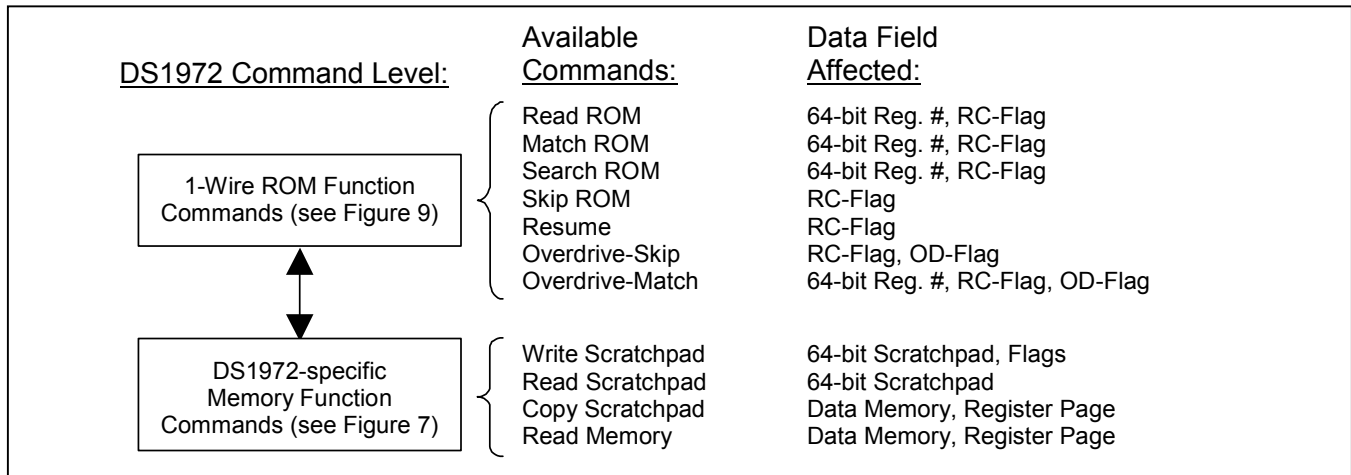 DS1972 Command Level:
Available
Commands:
Data Field
Affected:
1-Wire ROM Function
Commands (see Figure 9)
Read ROM 64-bit Reg. #, RC-Flag
Match ROM 64-bit Reg. #, RC-Flag
Search ROM 64-bit Reg. #, RC-Flag
Skip ROM RC-Flag
Resume RC-Flag
Overdrive-Skip RC-Flag, OD-Flag
Overdrive-Match 64-bit Reg. #, RC-Flag, OD-Flag
DS1972-specific
Memory Function
Commands (see Figure 7)
Write Scratchpad 64-bit Scratchpad, Flags
Read Scratchpad 64-bit Scratchpad
Copy Scratchpad Data Memory, Register Page
Read Memory Data Memory, Register Page